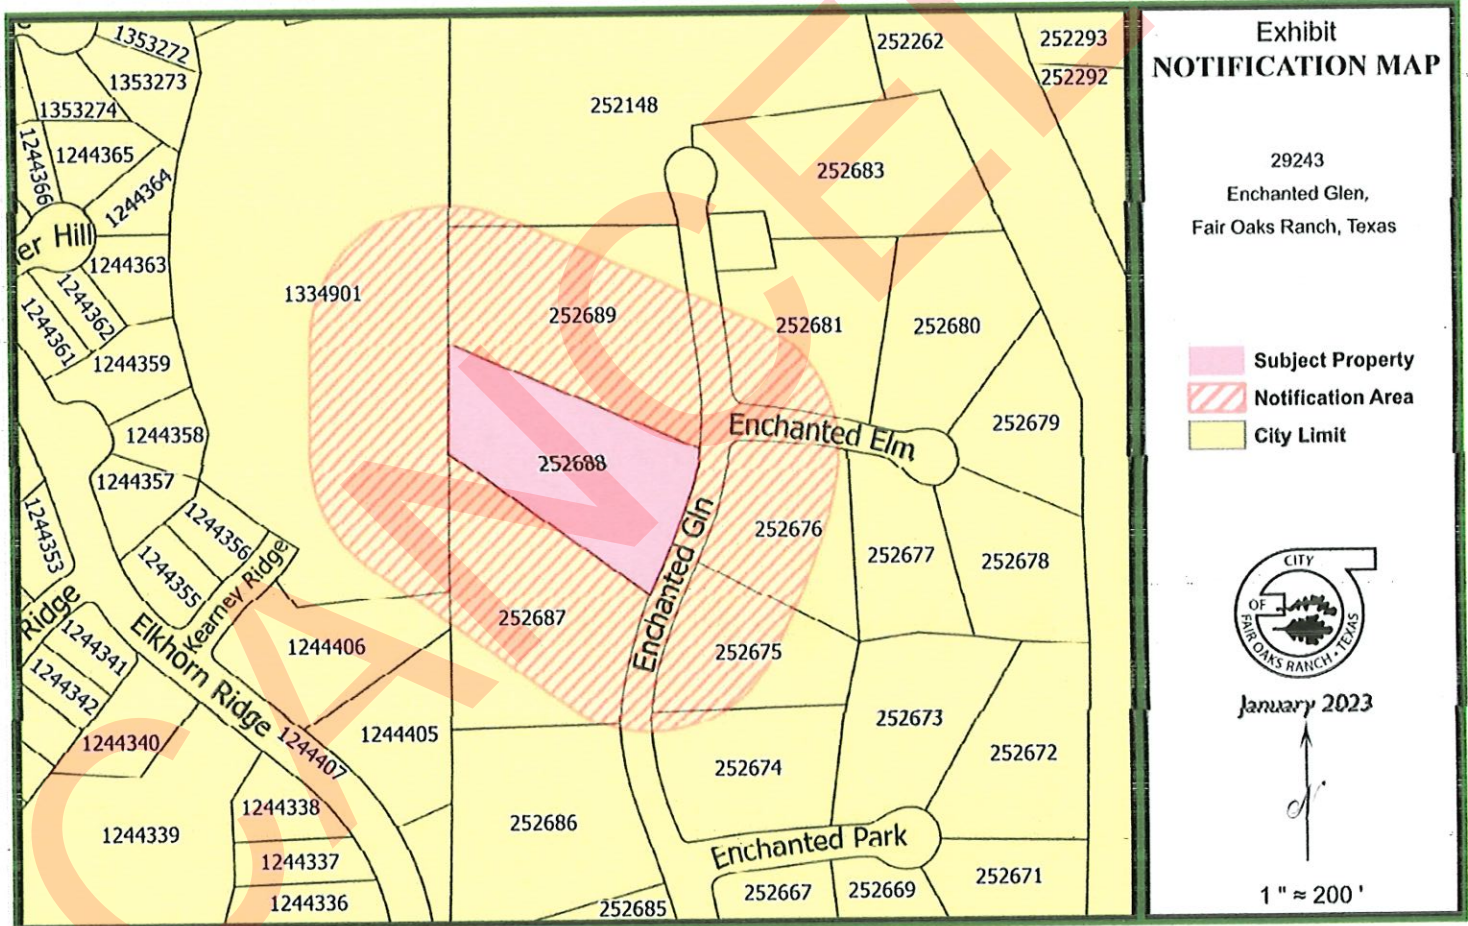 Exhibit
NOTIFICATION MAP
29243
Enchanted Glen,
Fair Oaks Ranch, Texas
Subject Property
Notification Area
City Limit
CITY
OF
FAIR OAKS RANCH • TEXAS
January 2023
N
1 " ≈ 200 '
CANCEL
1353272
1353273
1353274
1244365
1244366
1244364
er Hill
1244363
1244362
1244361
1244359
1244358
1244357
1244356
1244355
1244353
Kearney Ridge
Ridge
Elkhorn Ridge
1244341
1244342
1244340
1244339
1244406
1244407
1244405
1244338
1244337
1244336
1334901
252148
252262
252293
252292
252683
252689
252681
252680
252679
Enchanted Elm
252688
Enchanted Gln
252676
252677
252678
252687
252675
252673
252672
252674
252686
Enchanted Park
252671
252667
252669
252685